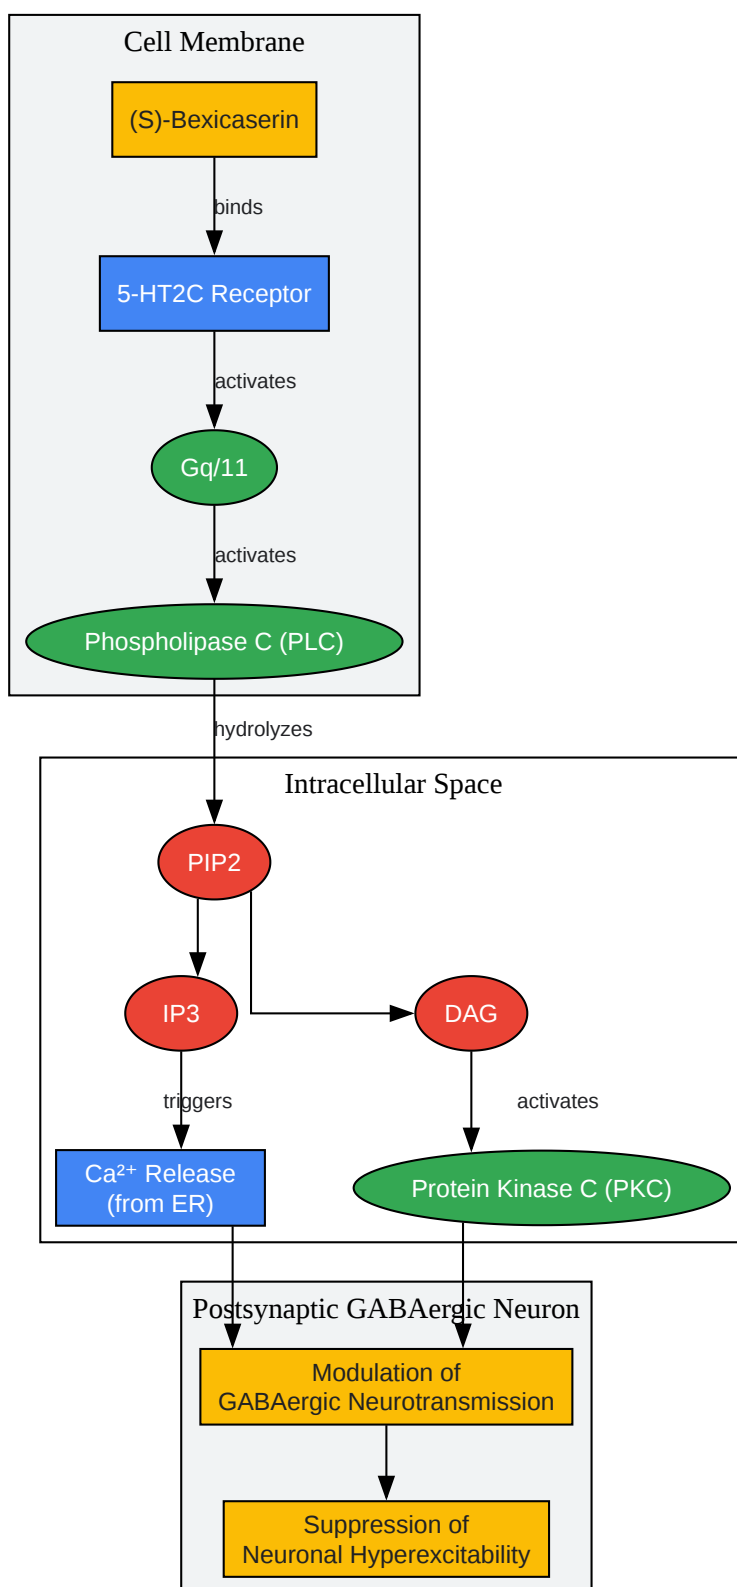 Cell Membrane
(S)-Bexicaserin
binds
5-HT2C Receptor
activates
Gq/11
activates
Phospholipase C (PLC)
hydrolyzes
Intracellular Space
PIP2
IP3
DAG
triggers
activates
Ca²⁺ Release
(from ER)
Protein Kinase C (PKC)
Postsynaptic GABAergic Neuron
Modulation of
GABAergic Neurotransmission
Suppression of
Neuronal Hyperexcitability